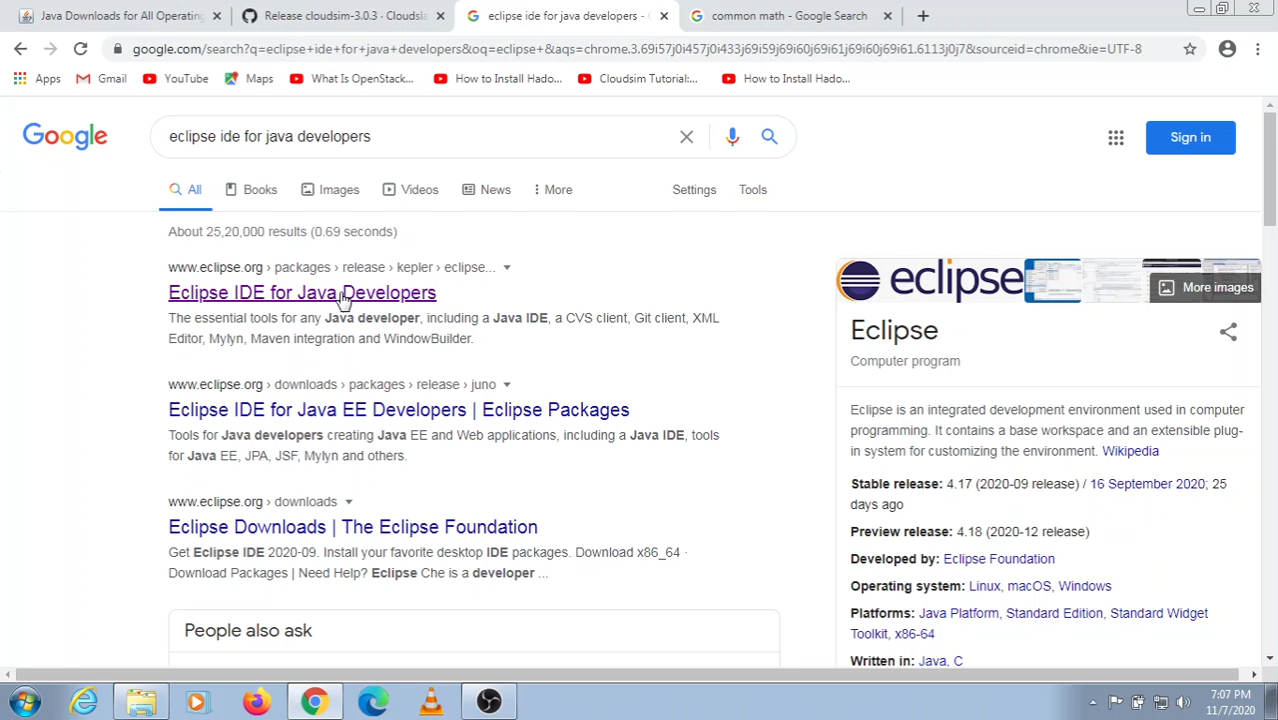 Java Downloads for All Operating
Release cloudsim-3.0.3 · Cloudsla
eclipse ide for java developers -
common math - Google Search
google.com/search?q=eclipse+ide+for+java+developers&oq=eclipse+&aqs=chrome.3.69i57j0i457j0i433j69i59j69i60j69i61j69i60j69i61.6113j0j7&sourceid=chrome&ie=UTF-8
Apps
Gmail
YouTube
Maps
What Is OpenStack...
How to Install Hado...
Cloudsim Tutorial:...
How to Install Hado...
Google
eclipse ide for java developers
Sign in
All
Books
Images
Videos
News
More
Settings
Tools
About 25,20,000 results (0.69 seconds)
www.eclipse.org › packages › release › kepler › eclipse...
Eclipse IDE for Java Developers
The essential tools for any Java developer, including a Java IDE, a CVS client, Git client, XML
Editor, Mylyn, Maven integration and WindowBuilder.
www.eclipse.org › downloads › packages › release › juno
Eclipse IDE for Java EE Developers | Eclipse Packages
Tools for Java developers creating Java EE and Web applications, including a Java IDE, tools
for Java EE, JPA, JSF, Mylyn and others.
www.eclipse.org › downloads
Eclipse Downloads | The Eclipse Foundation
Get Eclipse IDE 2020-09. Install your favorite desktop IDE packages. Download x86_64 ·
Download Packages | Need Help? Eclipse Che is a developer ...
People also ask
eclipse
More images
Eclipse
Computer program
Eclipse is an integrated development environment used in computer
programming. It contains a base workspace and an extensible plug-
in system for customizing the environment. Wikipedia
Stable release: 4.17 (2020-09 release) / 16 September 2020; 25
days ago
Preview release: 4.18 (2020-12 release)
Developed by: Eclipse Foundation
Operating system: Linux, macOS, Windows
Platforms: Java Platform, Standard Edition, Standard Widget
Toolkit, x86-64
Written in: Java, C
7:07 PM
11/7/2020